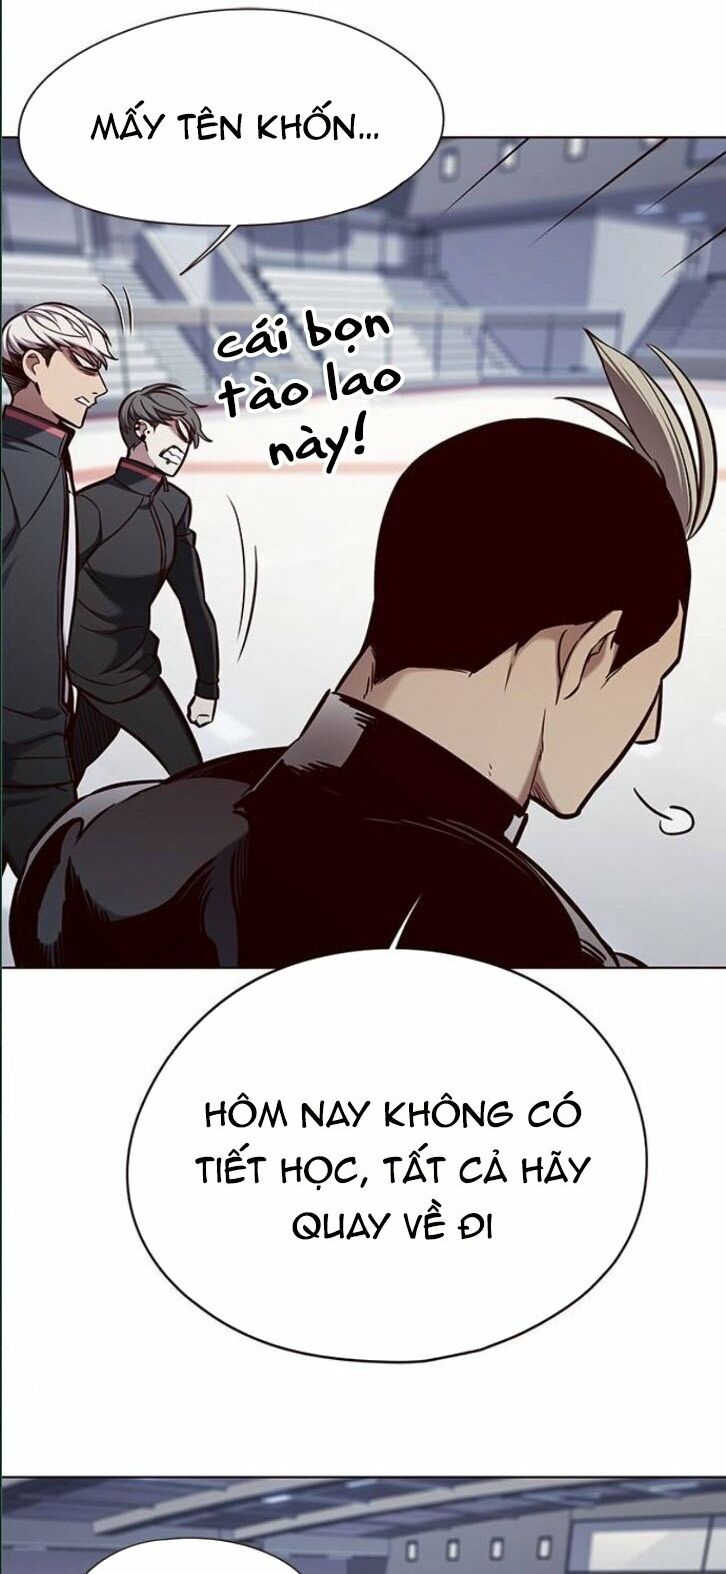 MẤY TÊN KHỐN...
cái bọn
tào lao
này!
HÔM NAY KHÔNG CÓ
TIẾT HỌC, TẤT CẢ HÃY
QUAY VỀ ĐI